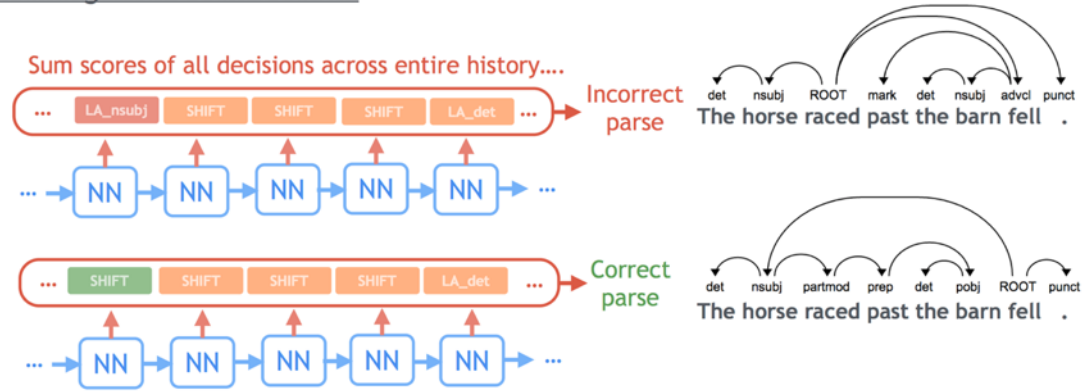 Sum scores of all decisions across entire history....
... LA_nsubj SHIFT SHIFT SHIFT LA_det ...
Incorrect parse
... NN NN NN NN NN ...
det nsubj ROOT mark det nsubj advcl punct
The horse raced past the barn fell .
... SHIFT SHIFT SHIFT SHIFT LA_det ...
Correct parse
... NN NN NN NN NN ...
det nsubj partmod prep det pobj ROOT punct
The horse raced past the barn fell .